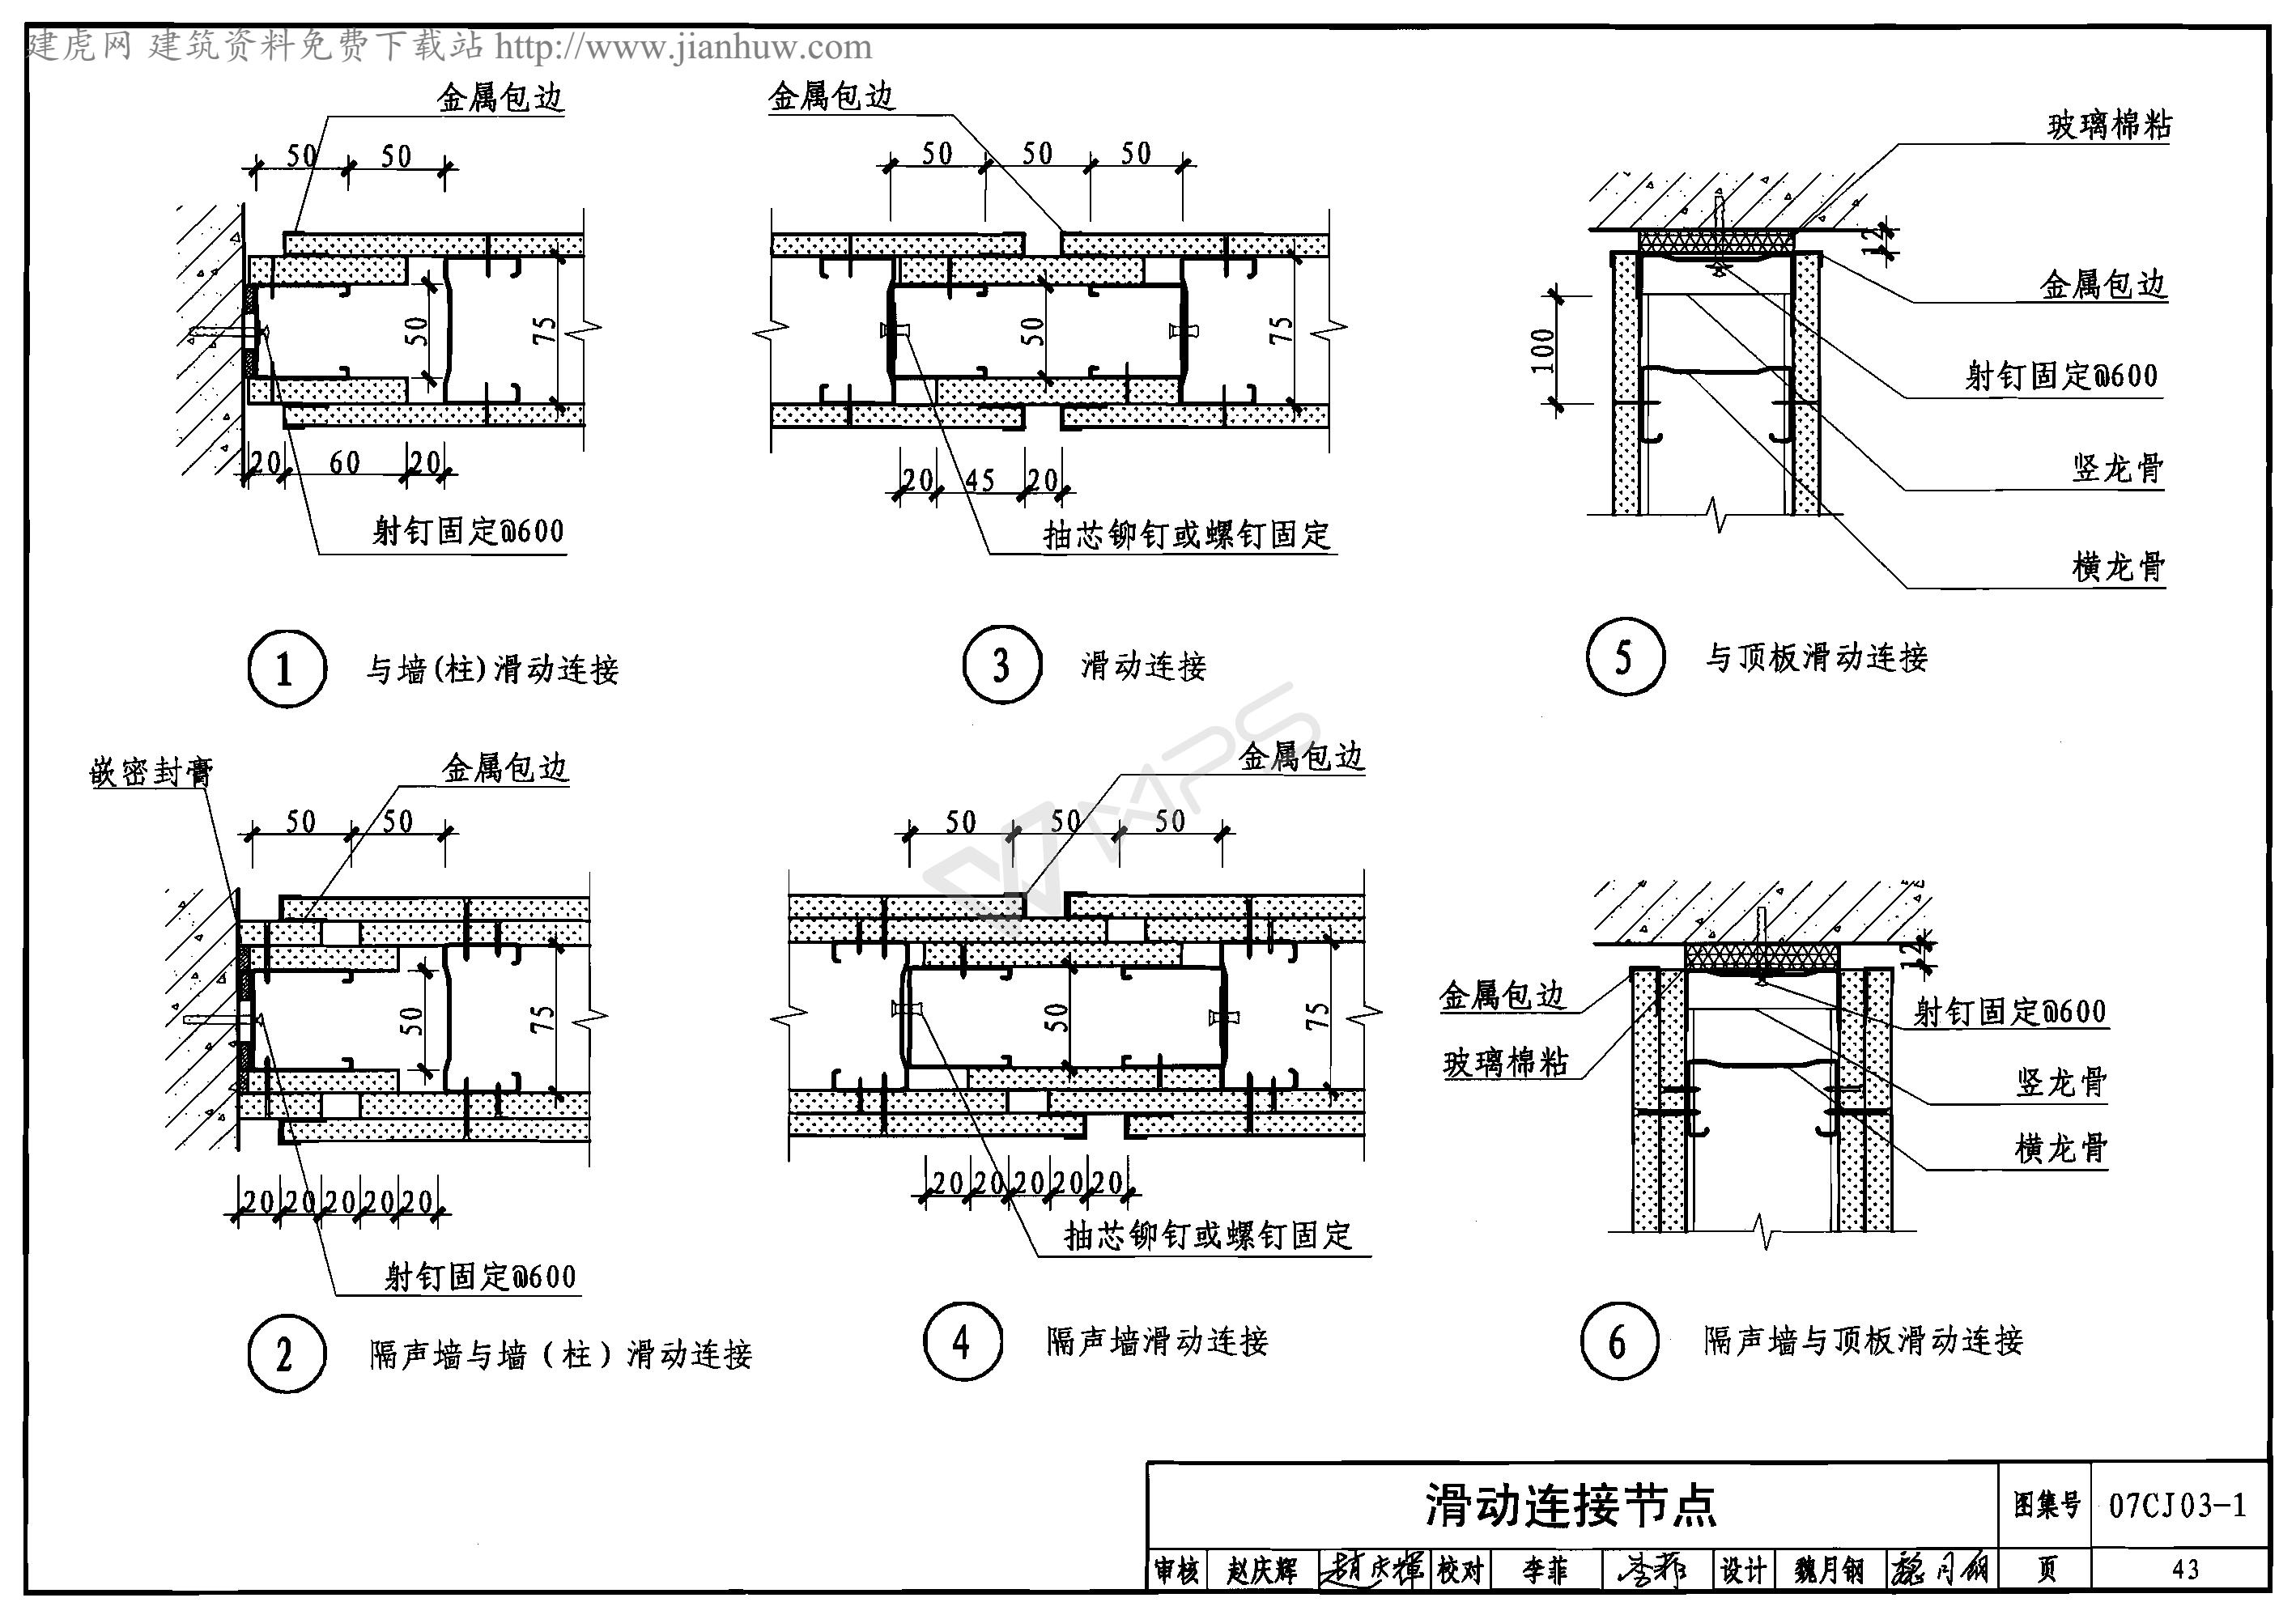 建虎网 建筑资料免费下载站 http://www.jianhuw.com
金属包边
50 50
50
75
20 60 20
射钉固定@600
1 与墙(柱)滑动连接
金属包边
50 50 50
50
75
20 45 20
抽芯铆钉或螺钉固定
3 滑动连接
玻璃棉粘
12
金属包边
100
射钉固定@600
竖龙骨
横龙骨
5 与顶板滑动连接
嵌密封膏
金属包边
50 50
50
75
20 20 20 20 20
射钉固定@600
2 隔声墙与墙（柱）滑动连接
金属包边
50 50 50
50
75
20 20 20 20 20
抽芯铆钉或螺钉固定
4 隔声墙滑动连接
12
金属包边
射钉固定@600
玻璃棉粘
竖龙骨
横龙骨
6 隔声墙与顶板滑动连接
滑动连接节点 图集号 07CJ03-1
审核 赵庆辉 赵庆辉 校对 李菲 李菲 设计 魏月钢 魏月钢 页 43